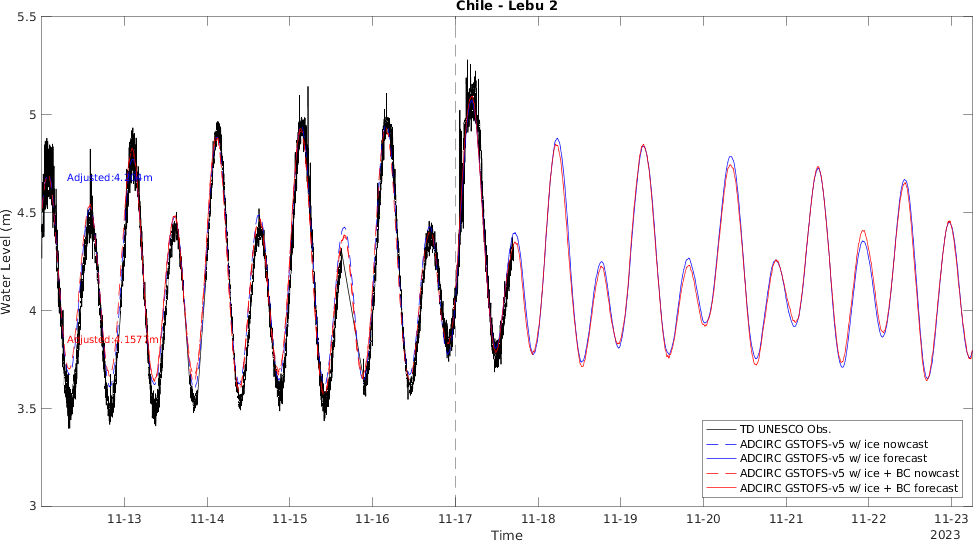 Chile - Lebu 2
5.5
5
4.5
4
3.5
3
Water Level (m)
Adjusted:4.1577m
TD UNESCO Obs.
ADCIRC GSTOFS-v5 w/ ice nowcast
ADCIRC GSTOFS-v5 w/ ice forecast
ADCIRC GSTOFS-v5 w/ ice + BC nowcast
ADCIRC GSTOFS-v5 w/ ice + BC forecast
11-13 11-14 11-15 11-16 11-17 11-18 11-19 11-20 11-21 11-22 11-23
Time
2023